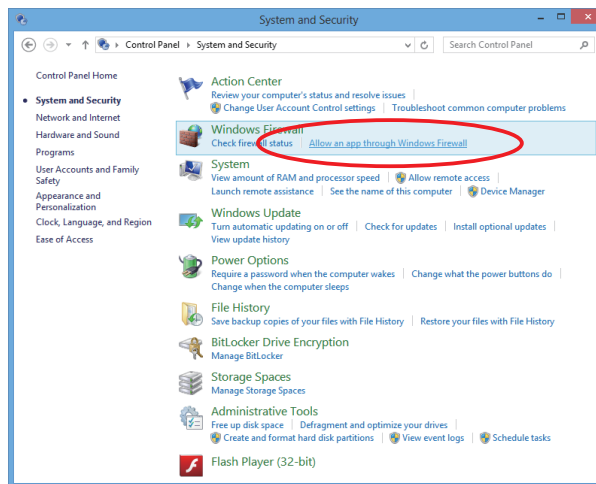 System and Security
Control Panel
System and Security
Search Control Panel
Control Panel Home
System and Security
Network and Internet
Hardware and Sound
Programs
User Accounts and Family
Safety
Appearance and
Personalization
Clock, Language, and Region
Ease of Access
Action Center
Review your computer's status and resolve issues
Change User Account Control settings
Troubleshoot common computer problems
Windows Firewall
Check firewall status
Allow an app through Windows Firewall
System
View amount of RAM and processor speed
Allow remote access
Launch remote assistance
See the name of this computer
Device Manager
Windows Update
Turn automatic updating on or off
Check for updates
Install optional updates
View update history
Power Options
Require a password when the computer wakes
Change what the power buttons do
Change when the computer sleeps
File History
Save backup copies of your files with File History
Restore your files with File History
BitLocker Drive Encryption
Manage BitLocker
Storage Spaces
Manage Storage Spaces
Administrative Tools
Free up disk space
Defragment and optimize your drives
Create and format hard disk partitions
View event logs
Schedule tasks
Flash Player (32-bit)